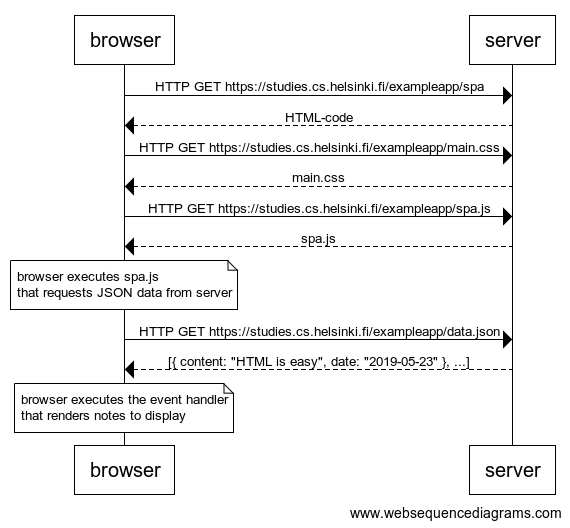 browser
server
HTTP GET https://studies.cs.helsinki.fi/exampleapp/spa
HTML-code
HTTP GET https://studies.cs.helsinki.fi/exampleapp/main.css
main.css
HTTP GET https://studies.cs.helsinki.fi/exampleapp/spa.js
spa.js
browser executes spa.js
that requests JSON data from server
HTTP GET https://studies.cs.helsinki.fi/exampleapp/data.json
[{ content: "HTML is easy", date: "2019-05-23" }, ...]
browser executes the event handler
that renders notes to display
browser
server
www.websequencediagrams.com